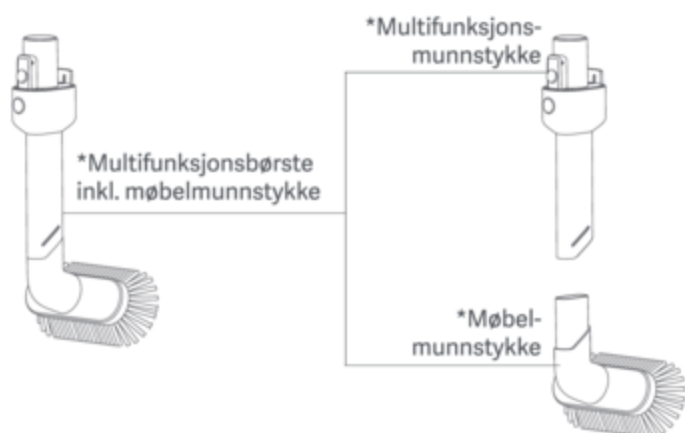 *Multifunksjons-
munnstykke
*Multifunksjonsbørste
inkl. møbelmunnstykke
*Møbel-
munnstykke